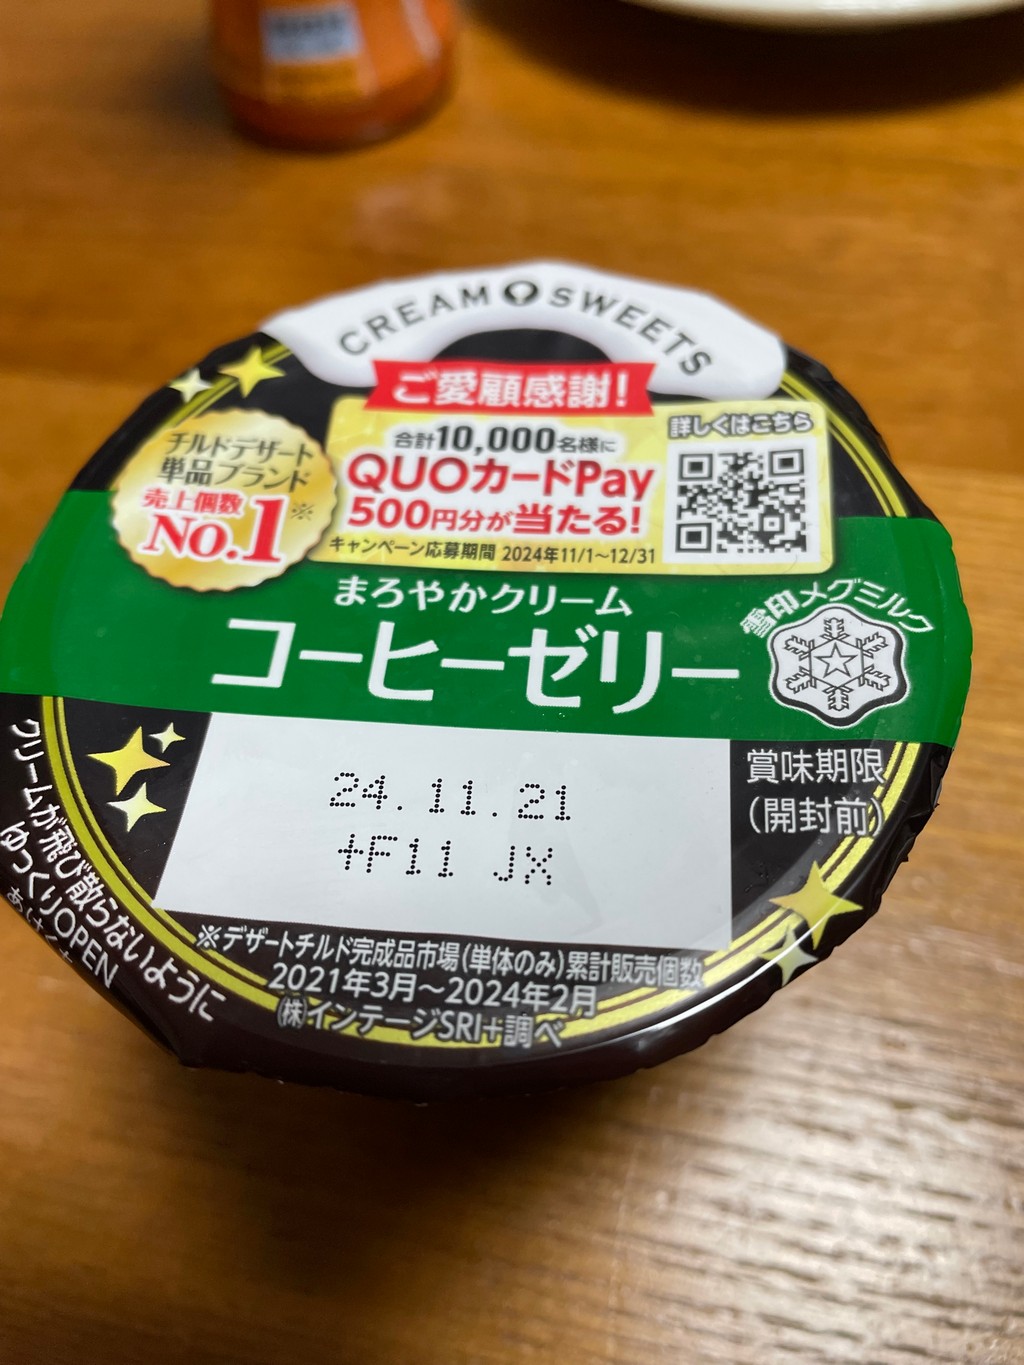 CREAM SWEETS
ご愛顧感謝!
合計10,000名様に
QUOカードPay
500円分が当たる!
キャンペーン応募期間 2024年11/1〜12/31
詳しくはこちら
チルドデザート
単品ブランド
売上個数
No.1※
まろやかクリーム
コーヒーゼリー
雪印メグミルク
24.11.21
+F11 JX
賞味期限
(開封前)
※デザートチルド完成品市場(単体のみ)累計販売個数
2021年3月〜2024年2月
㈱インテージSRI+調べ
クリームが飛び散らないように
ゆっくりOPEN